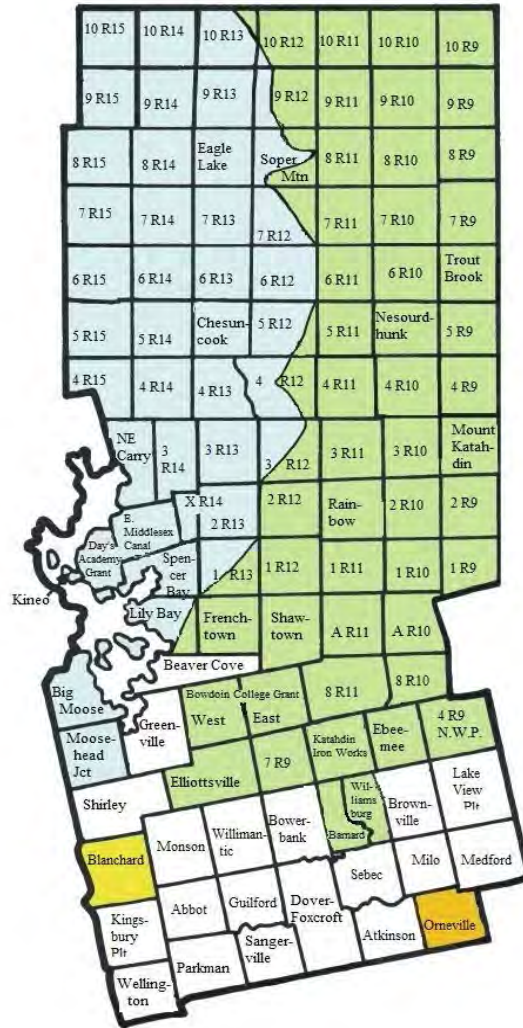 10 R15 10 R14 10 R13 10 R12 10 R11 10 R10 10 R9
9 R15 9 R14 9 R13 9 R12 9 R11 9 R10 9 R9
8 R15 8 R14 Eagle Lake Soper Mtn 8 R11 8 R10 8 R9
7 R15 7 R14 7 R13 7 R12 7 R11 7 R10 7 R9
6 R15 6 R14 6 R13 6 R12 6 R11 6 R10 Trout Brook
5 R15 5 R14 Chesun-
cook 5 R12 5 R11 Nesourd-
hunk 5 R9
4 R15 4 R14 4 R13 4 R12 4 R11 4 R10 4 R9
NE
Carry 3
R14 3 R13 3 R12 3 R11 3 R10 Mount
Katah-
din
X R14 2 R13 2 R12 Rain-
bow 2 R10 2 R9
E.
Middlesex
Canal
Day's
Academy
Grant
Spen-
cer
Bay 1 R13 1 R12 1 R11 1 R10 1 R9
Kineo
Lily Bay French-
town Shaw-
town A R11 A R10
Beaver Cove
Big
Moose Green-
ville Bowdoin College Grant
West East 8 R11 8 R10
Moose-
head
Jct Elliottsville 7 R9 Katahdin
Iron Works Ebee-
mee 4 R9
N.W.P.
Shirley Monson Willimant-
ic Bower-
bank Barnard Wil-
liams
burg Brown-
ville Lake
View
Plt
Blanchard Abbot Guilford Dover-
Foxcroft Sebec Milo Medford
Kings-
bury
Plt Parkman Sanger-
ville Atkinson Orneville
Welling-
ton